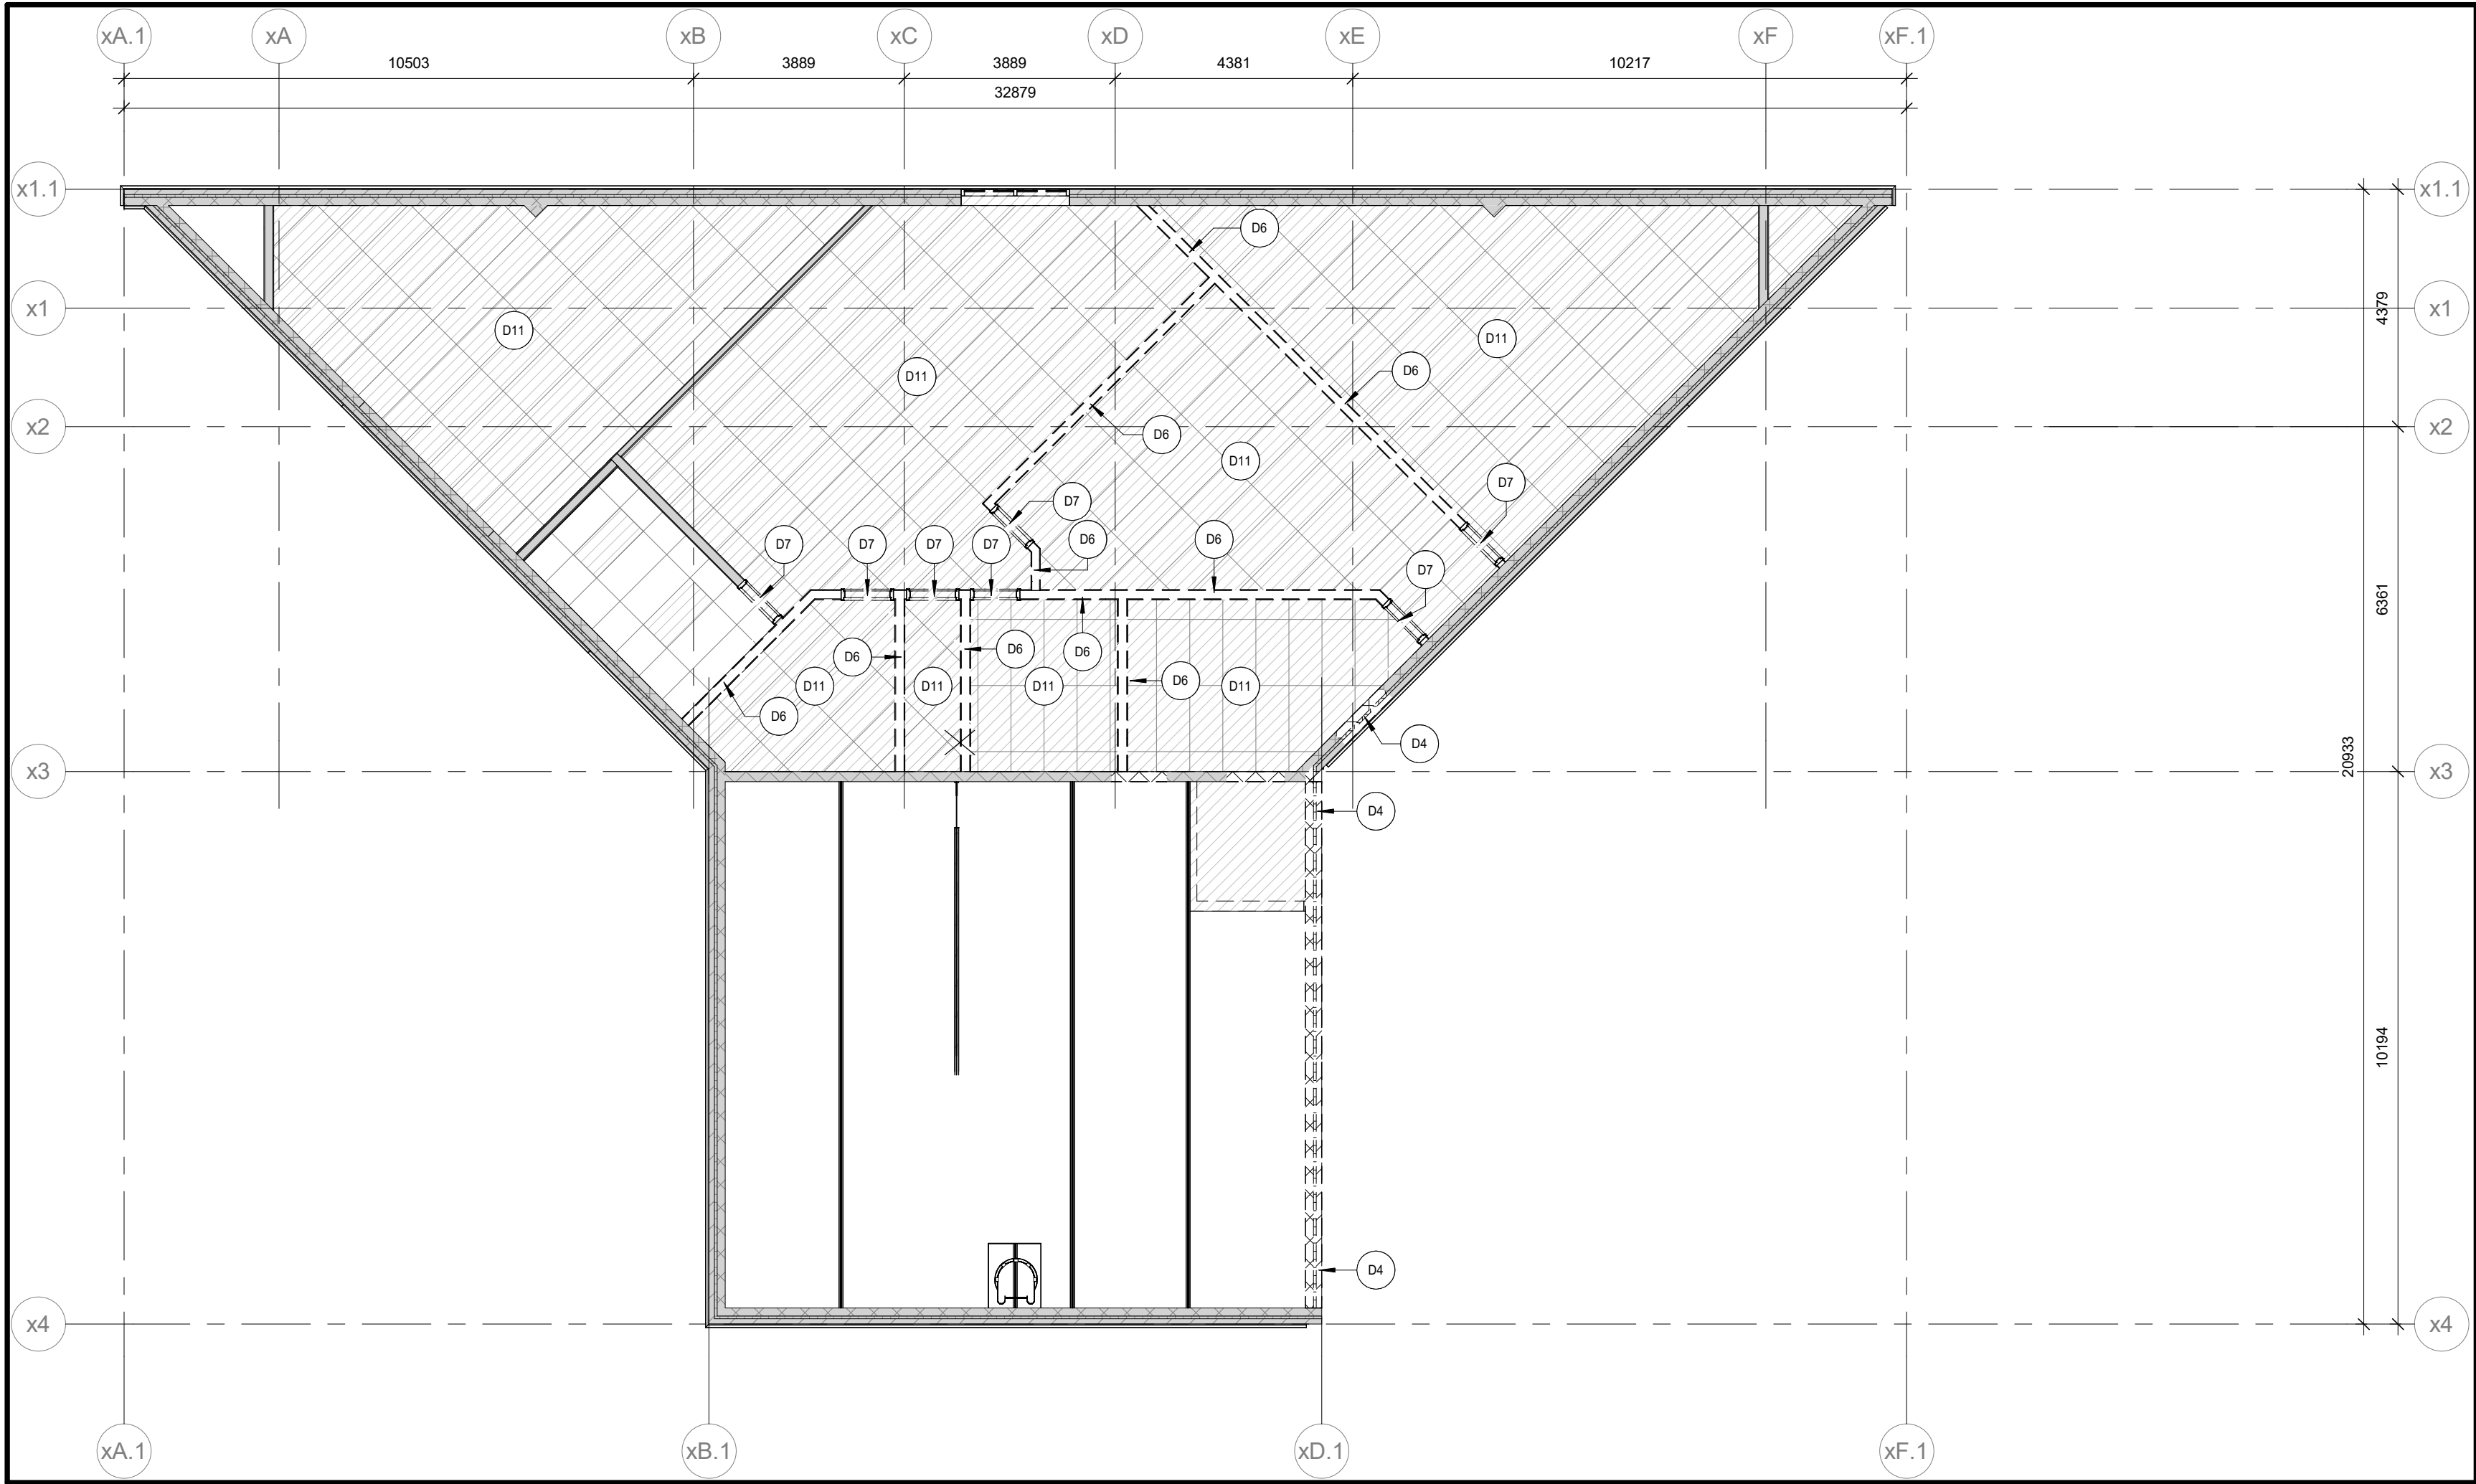 xA.1 xA xB xC xD xE xF xF.1
10503 3889 3889 4381 10217
32879
x1.1 x1.1
D6
x1 x1
4379
D11 D11
D6
D11
x2 x2
D6
D11
D7
D7
D6 D6
D7 D7 D7 D7
D7
6361
D6 D6 D6
D6
D11 D11 D11 D11
D6
D4
x3 x3
20933
D4
10194
D4
x4 x4
xA.1 xB.1 xD.1 xF.1